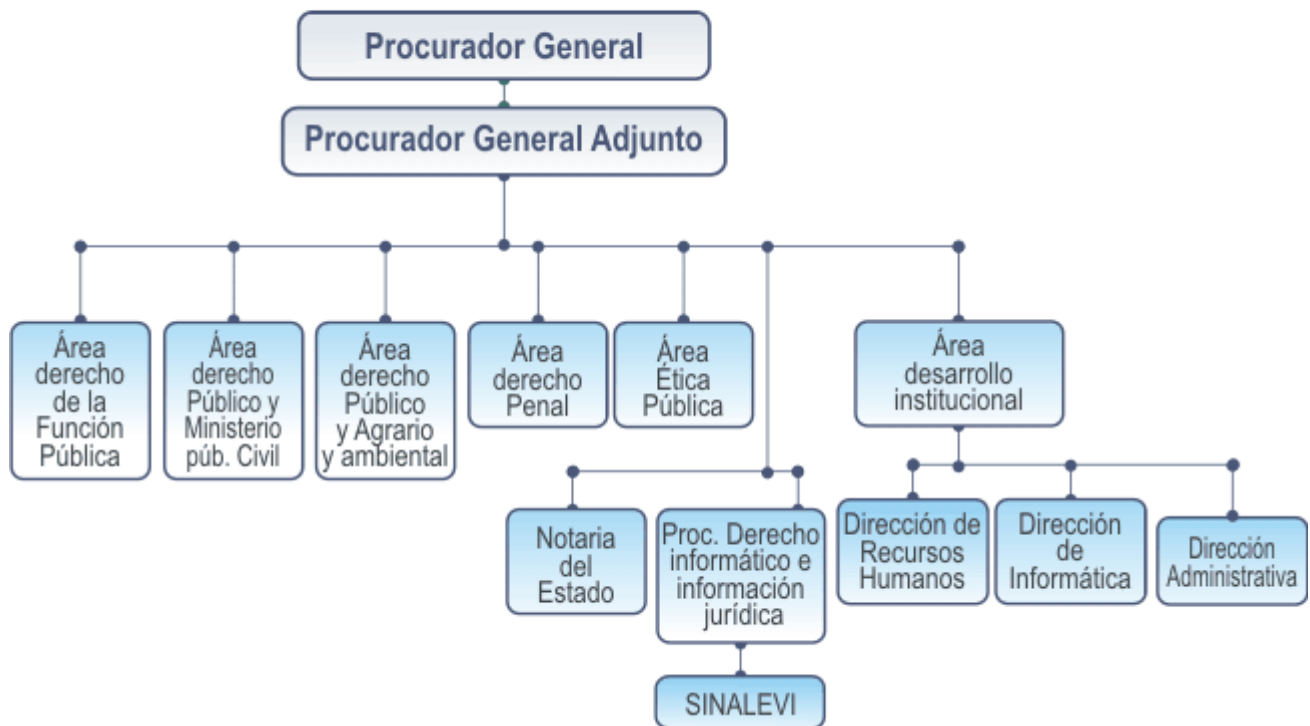 Procurador General
Procurador General Adjunto
Área
derecho
de la
Función
Pública
Área
derecho
Público y
Ministerio
púb. Civil
Área
derecho
Público
y Agrario
y ambiental
Área
derecho
Penal
Área
Ética
Pública
Área
desarrollo
institucional
Notaria
del
Estado
Proc. Derecho
informático e
información
jurídica
Dirección de
Recursos
Humanos
Dirección
de
Informática
Dirección
Administrativa
SINALEVI